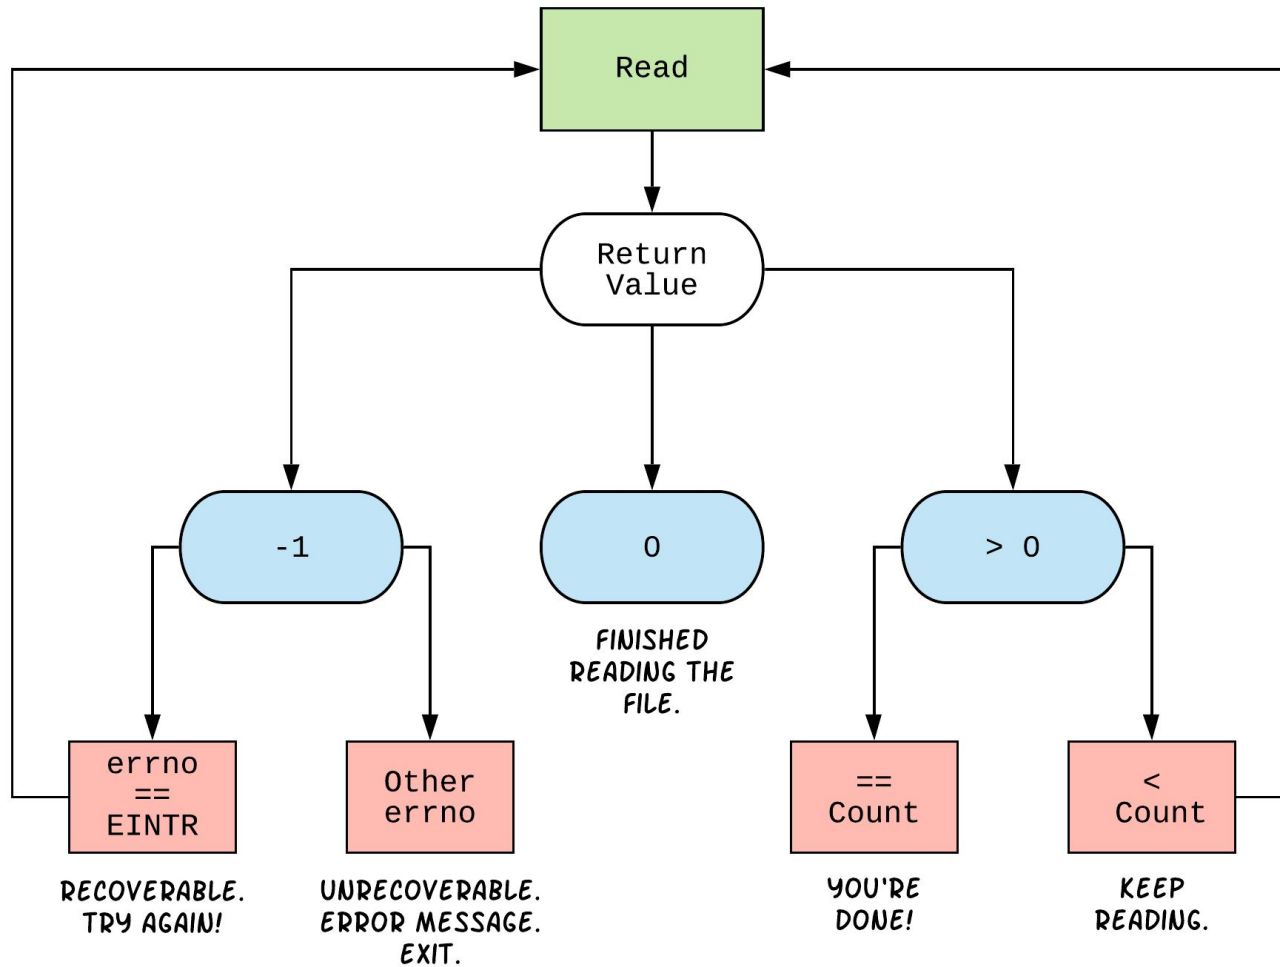 Read
Return
Value
-1
0
> 0
FINISHED
READING THE
FILE.
errno
==
EINTR
Other
errno
==
Count
<
Count
RECOVERABLE.
TRY AGAIN!
UNRECOVERABLE.
ERROR MESSAGE.
EXIT.
YOU'RE
DONE!
KEEP
READING.